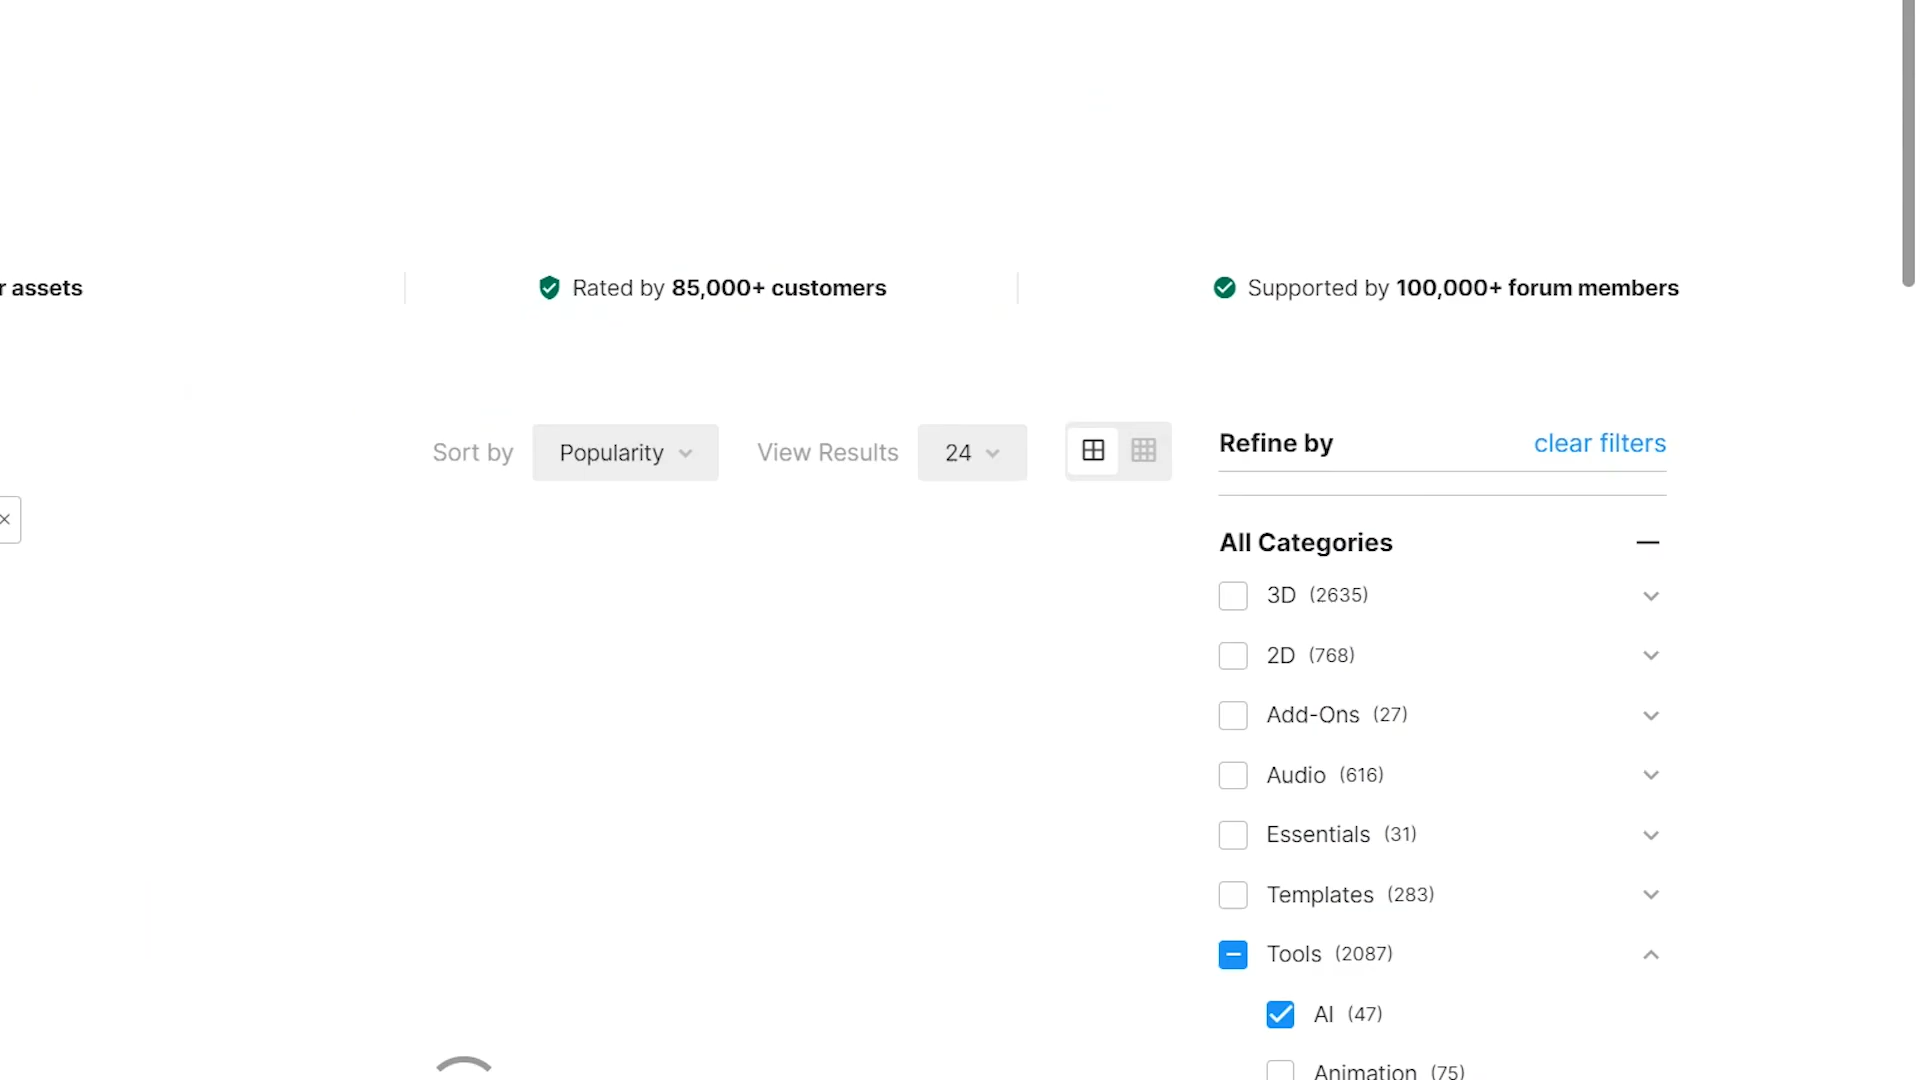 r assets
Rated by 85,000+ customers
Supported by 100,000+ forum members
Sort by Popularity
View Results 24
Refine by
clear filters
All Categories
3D (2635)
2D (768)
Add-Ons (27)
Audio (616)
Essentials (31)
Templates (283)
Tools (2087)
AI (47)
Animation (75)